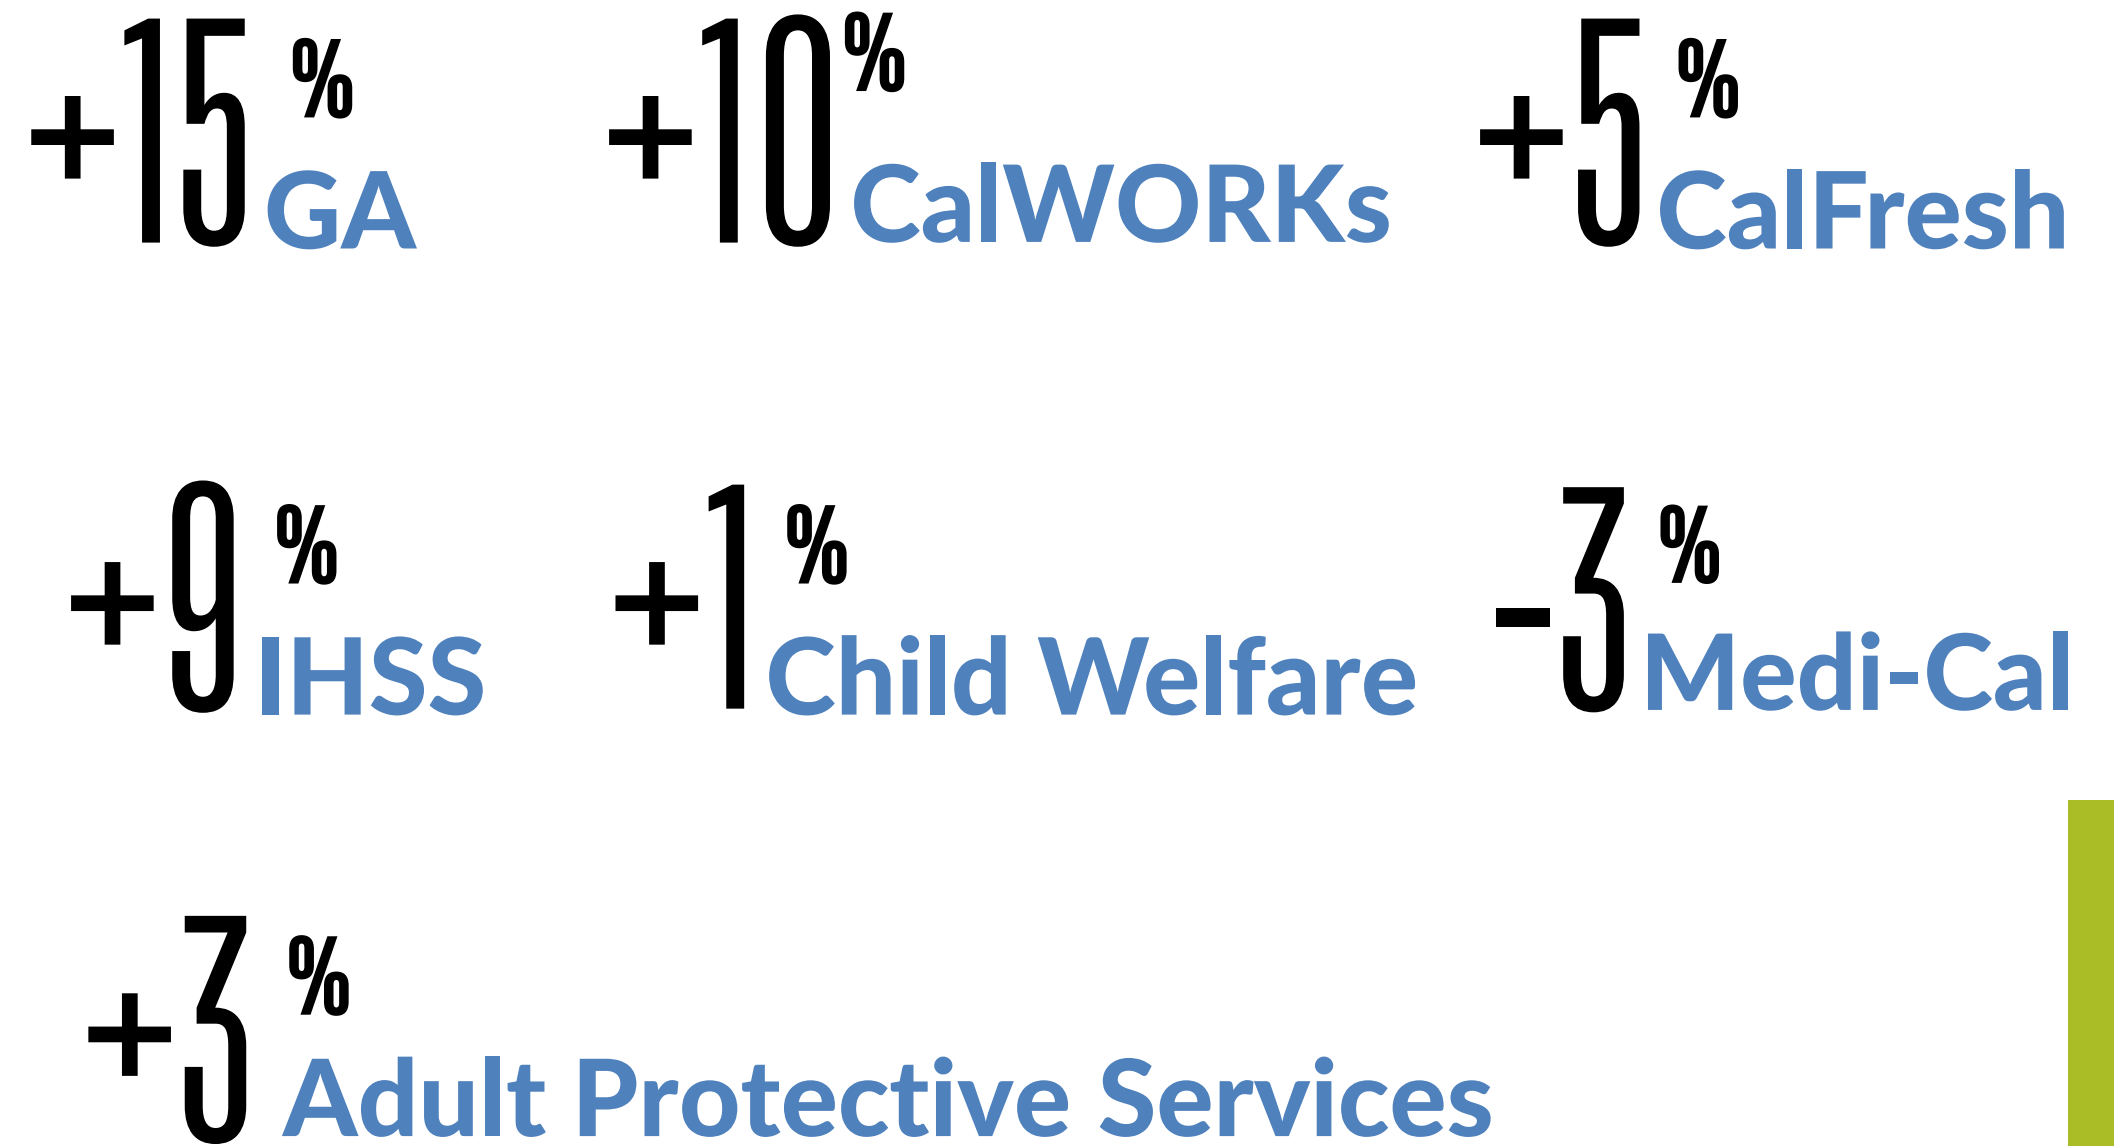 +15% GA
+10% CalWORKs
+5% CalFresh
+9% IHSS
+1% Child Welfare
-3% Medi-Cal
+3% Adult Protective Services